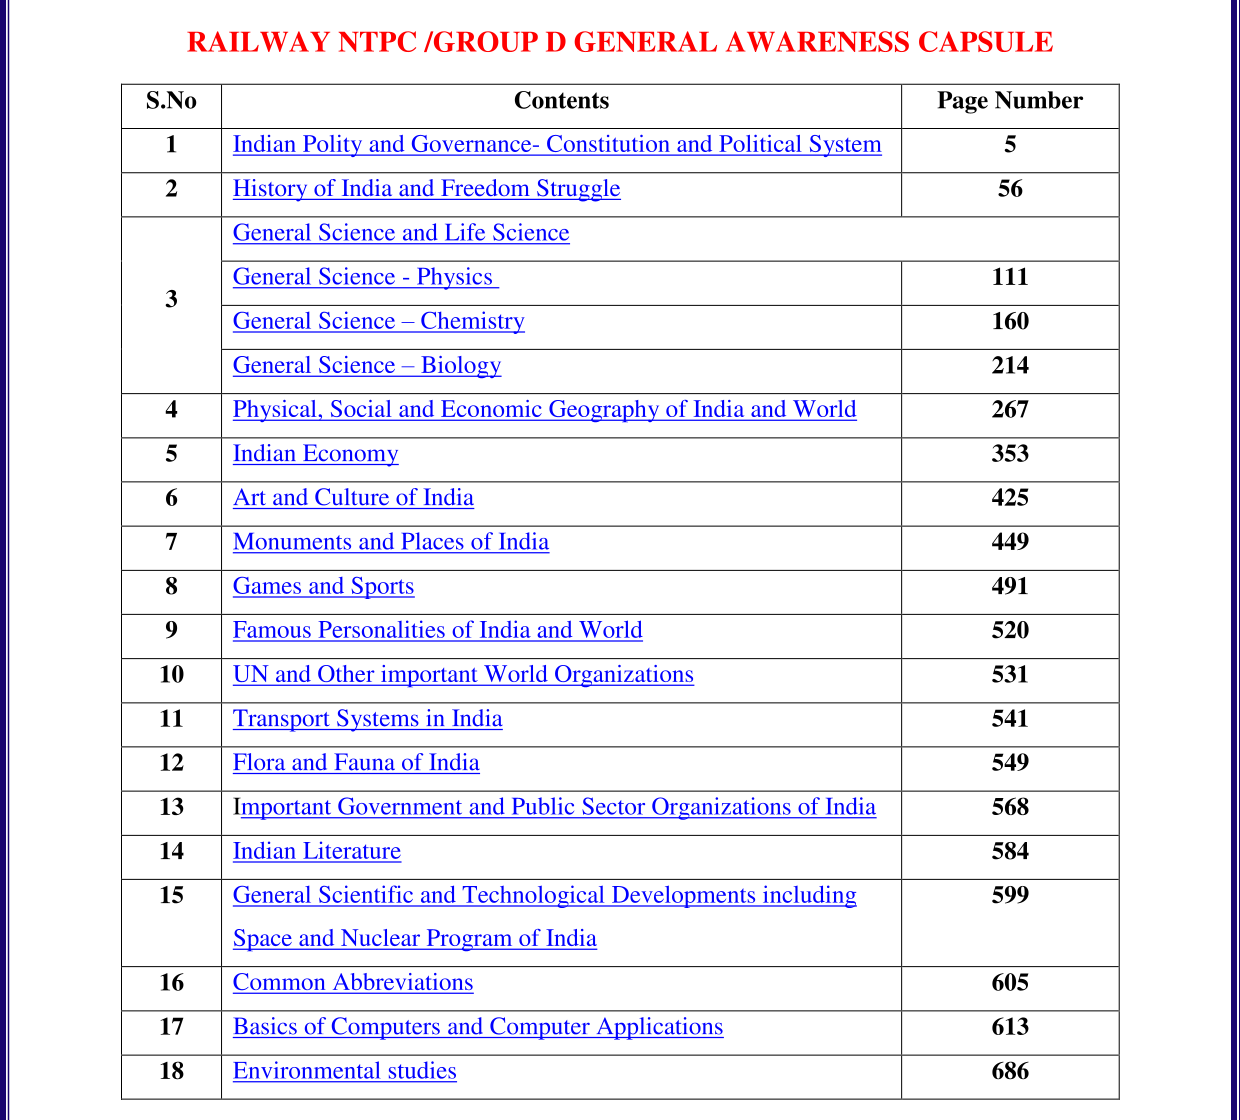 RAILWAY NTPC /GROUP D GENERAL AWARENESS CAPSULE
S.No Contents Page Number
1 Indian Polity and Governance- Constitution and Political System 5
2 History of India and Freedom Struggle 56
General Science and Life Science
General Science - Physics 111
3
General Science – Chemistry 160
General Science – Biology 214
4 Physical, Social and Economic Geography of India and World 267
5 Indian Economy 353
6 Art and Culture of India 425
7 Monuments and Places of India 449
8 Games and Sports 491
9 Famous Personalities of India and World 520
10 UN and Other important World Organizations 531
11 Transport Systems in India 541
12 Flora and Fauna of India 549
13 Important Government and Public Sector Organizations of India 568
14 Indian Literature 584
15 General Scientific and Technological Developments including 599
Space and Nuclear Program of India
16 Common Abbreviations 605
17 Basics of Computers and Computer Applications 613
18 Environmental studies 686